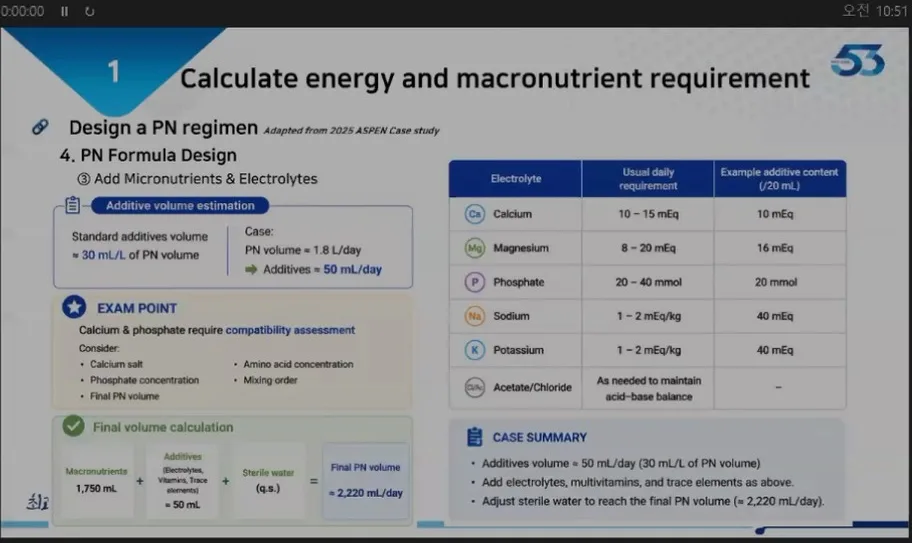 0:00:00
오전 10:51
1
Calculate energy and macronutrient requirement
53
Design a PN regimen Adapted from 2025 ASPEN Case study
4. PN Formula Design
③ Add Micronutrients & Electrolytes
Additive volume estimation
Standard additives volume
≈ 30 mL/L of PN volume
Case:
PN volume ≈ 1.8 L/day
➡ Additives ≈ 50 mL/day
EXAM POINT
Calcium & phosphate require compatibility assessment
Consider:
• Calcium salt
• Phosphate concentration
• Final PN volume
• Amino acid concentration
• Mixing order
Final volume calculation
Macronutrients
1,750 mL
+
Additives
(Electrolytes,
Vitamins, Trace
elements)
≈ 50 mL
+
Sterile water
(q.s.)
=
Final PN volume
≈ 2,220 mL/day
Electrolyte
Usual daily
requirement
Example additive content
(/20 mL)
Ca Calcium 10 – 15 mEq 10 mEq
Mg Magnesium 8 – 20 mEq 16 mEq
P Phosphate 20 – 40 mmol 20 mmol
Na Sodium 1 – 2 mEq/kg 40 mEq
K Potassium 1 – 2 mEq/kg 40 mEq
Acetate/Chloride As needed to maintain
acid-base balance –
CASE SUMMARY
• Additives volume ≈ 50 mL/day (30 mL/L of PN volume)
• Add electrolytes, multivitamins, and trace elements as above.
• Adjust sterile water to reach the final PN volume (≈ 2,220 mL/day).